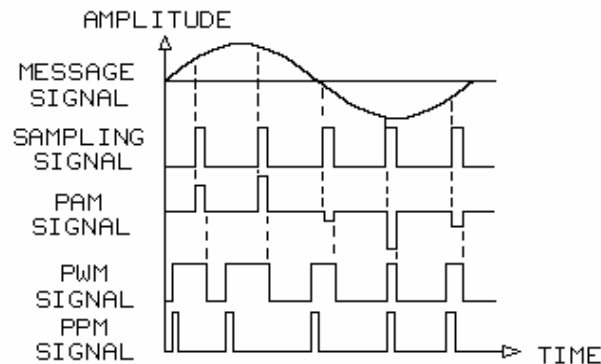 AMPLITUDE
MESSAGE
SIGNAL
SAMPLING
SIGNAL
PAM
SIGNAL
PWM
SIGNAL
PPM
SIGNAL
TIME